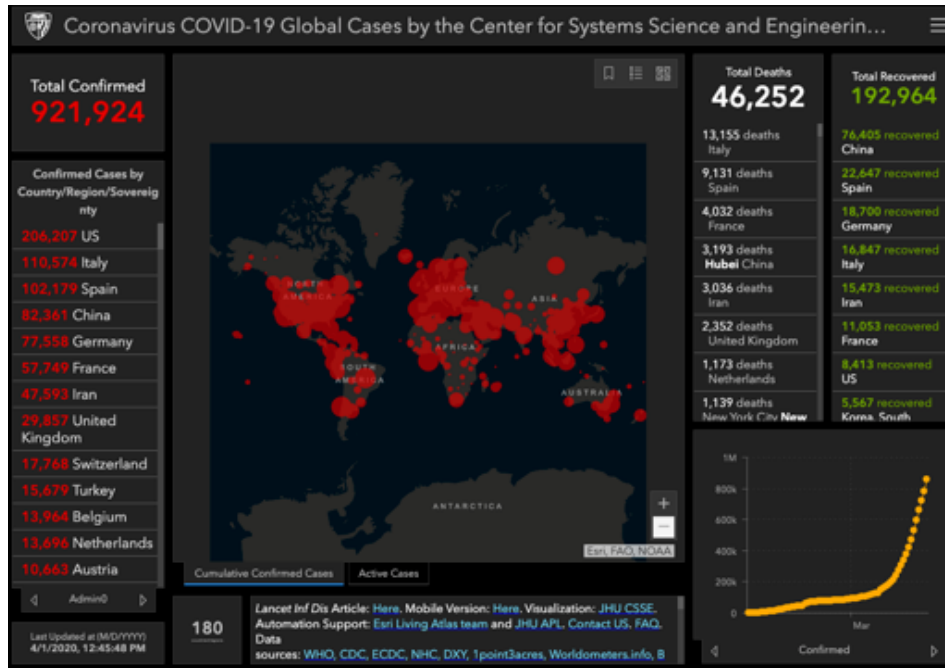 Coronavirus COVID-19 Global Cases by the Center for Systems Science and Engineerin...
Total Confirmed
921,924
Confirmed Cases by
Country/Region/Sovereig
nty
206,207 US
110,574 Italy
102,179 Spain
82,361 China
77,558 Germany
57,749 France
47,593 Iran
29,857 United
Kingdom
17,768 Switzerland
15,679 Turkey
13,964 Belgium
13,696 Netherlands
10,663 Austria
Admin0
Last Updated at (M/D/YYYY)
4/1/2020, 12:45:48 PM
NORTH
AMERICA
SOUTH
AMERICA
EUROPE
AFRICA
ASIA
AUSTRALIA
ANTARCTICA
+
−
Esri, FAO, NOAA
Cumulative Confirmed Cases
Active Cases
180
Lancet Inf Dis Article: Here. Mobile Version: Here. Visualization: JHU CSSE.
Automation Support: Esri Living Atlas team and JHU APL. Contact US. FAQ.
Data
sources: WHO, CDC, ECDC, NHC, DXY, 1point3acres, Worldometers.info, B
Total Deaths
46,252
13,155 deaths
Italy
9,131 deaths
Spain
4,032 deaths
France
3,193 deaths
Hubei China
3,036 deaths
Iran
2,352 deaths
United Kingdom
1,173 deaths
Netherlands
1,139 deaths
New York City New
Total Recovered
192,964
76,405 recovered
China
22,647 recovered
Spain
18,700 recovered
Germany
16,847 recovered
Italy
15,473 recovered
Iran
11,053 recovered
France
8,413 recovered
US
5,567 recovered
Korea, South
1M
800k
600k
400k
200k
0
Mar
Confirmed